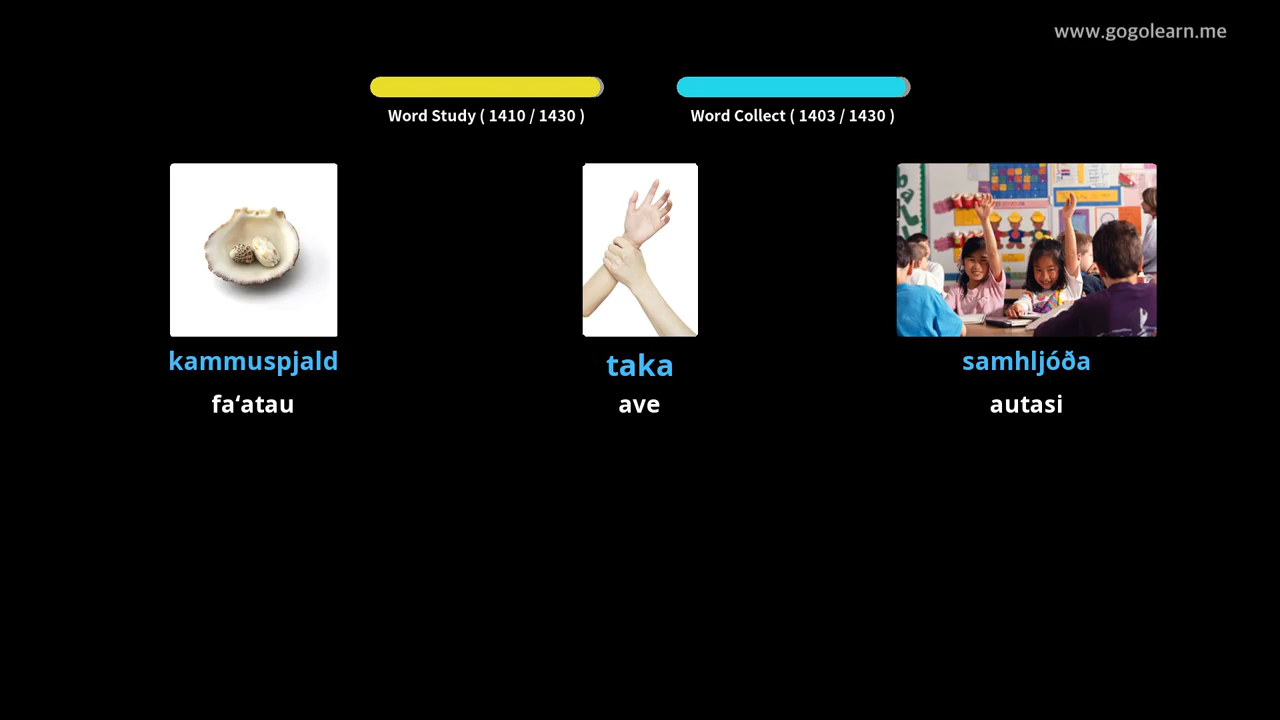 www.gogolearn.me
Word Study ( 1410 / 1430 )
Word Collect ( 1403 / 1430 )
kammuspjald
taka
samhljóða
fa‘atau
ave
autasi